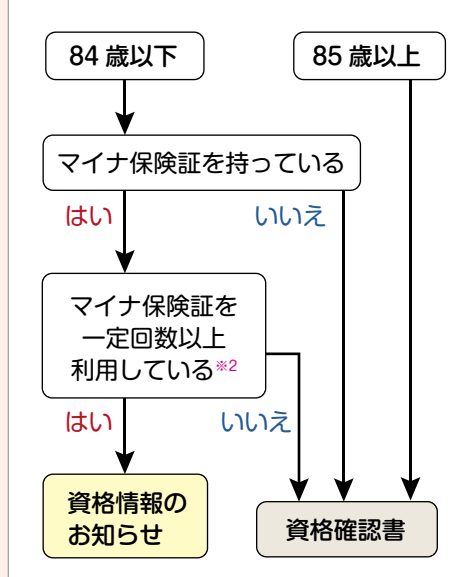 84 歳以下
85 歳以上
マイナ保険証を持っている
はい
いいえ
マイナ保険証を
一定回数以上
利用している※2
はい
いいえ
資格情報の
お知らせ
資格確認書